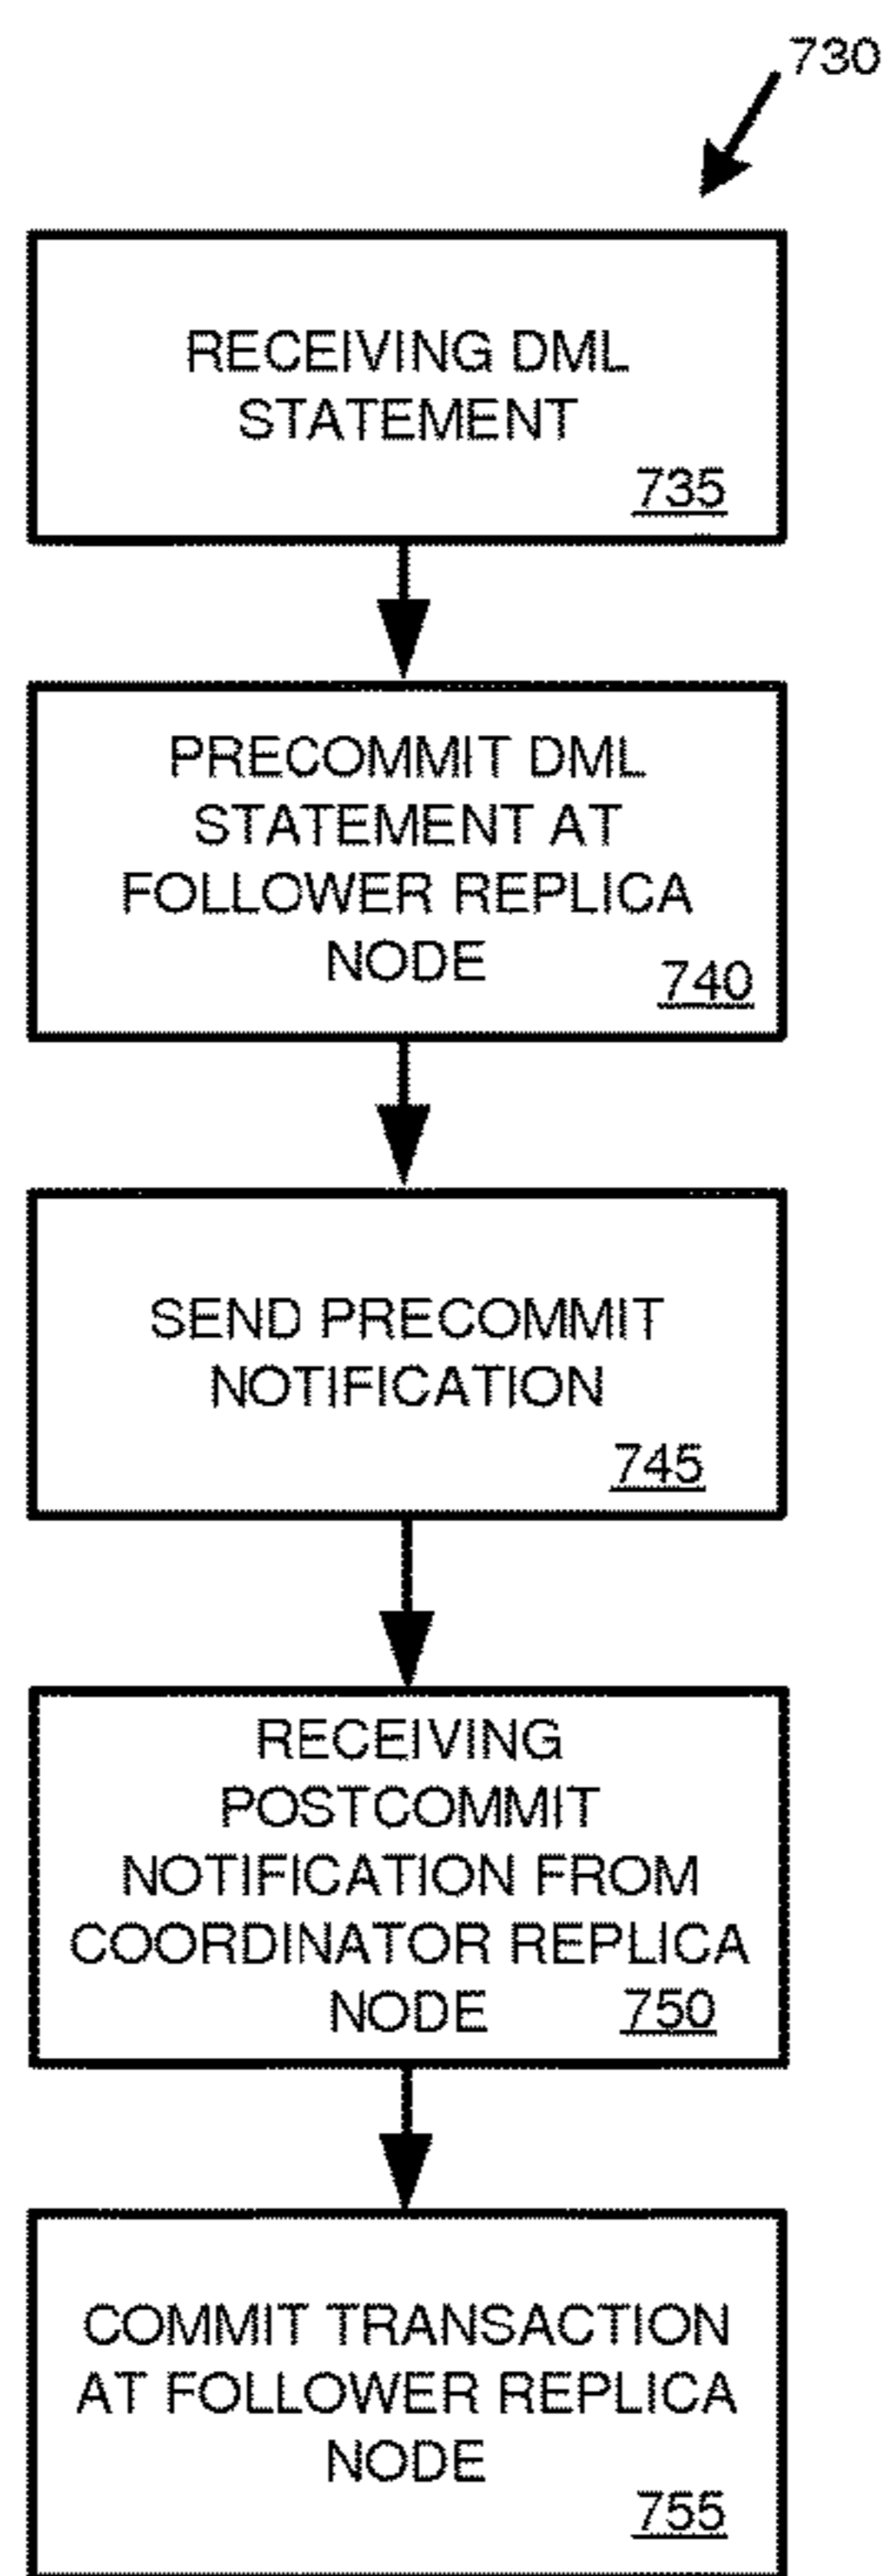 730
RECEIVING DML
STATEMENT
735
PRECOMMIT DML
STATEMENT AT
FOLLOWER REPLICA
NODE
740
SEND PRECOMMIT
NOTIFICATION
745
RECEIVING
POSTCOMMIT
NOTIFICATION FROM
COORDINATOR REPLICA
NODE 750
COMMIT TRANSACTION
AT FOLLOWER REPLICA
NODE
755